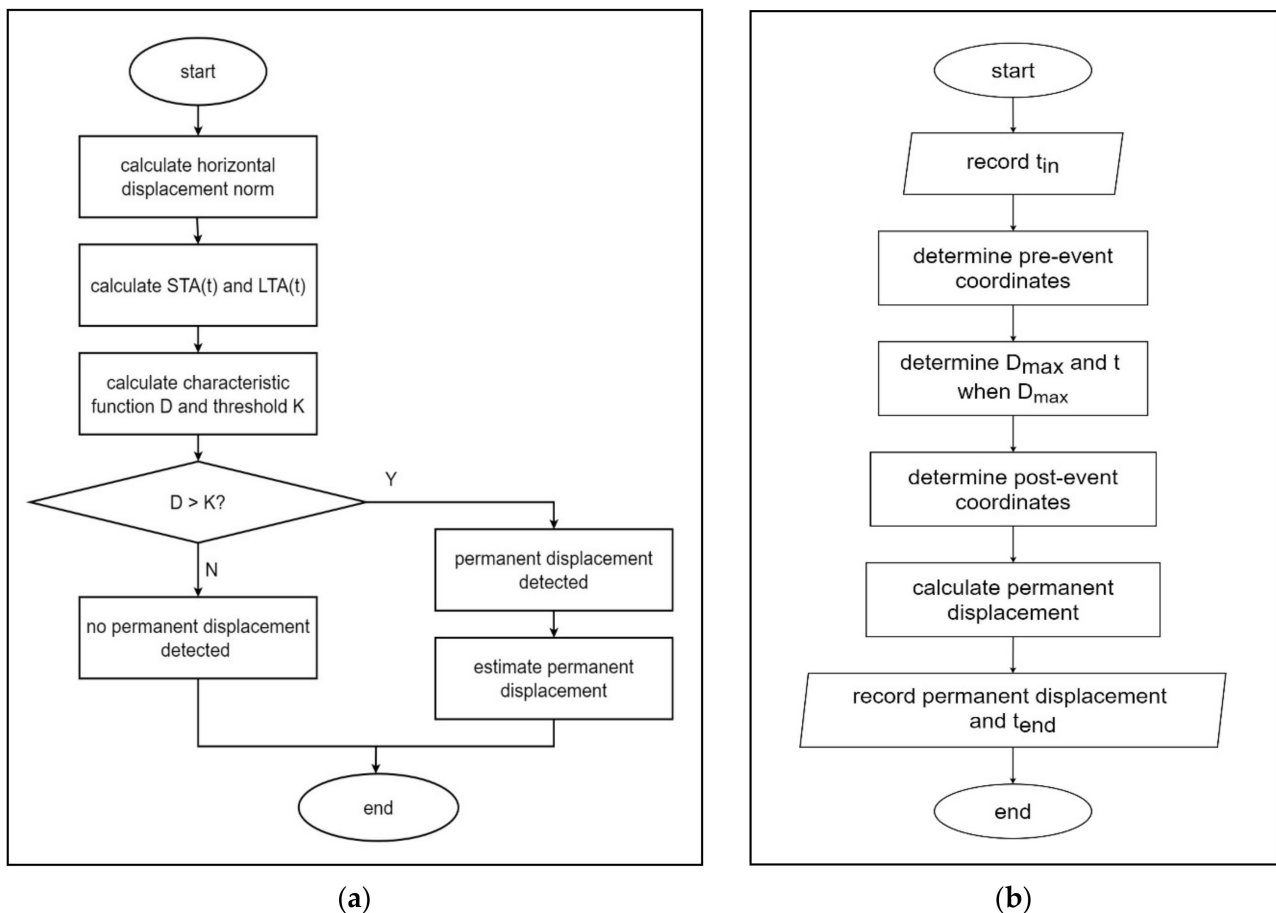 start
calculate horizontal
displacement norm
calculate STA(t) and LTA(t)
calculate characteristic
function D and threshold K
D > K?
Y
N
permanent displacement
detected
no permanent displacement
detected
estimate permanent
displacement
end
(a)
start
record tin
determine pre-event
coordinates
determine Dmax and t
when Dmax
determine post-event
coordinates
calculate permanent
displacement
record permanent displacement
and tend
end
(b)